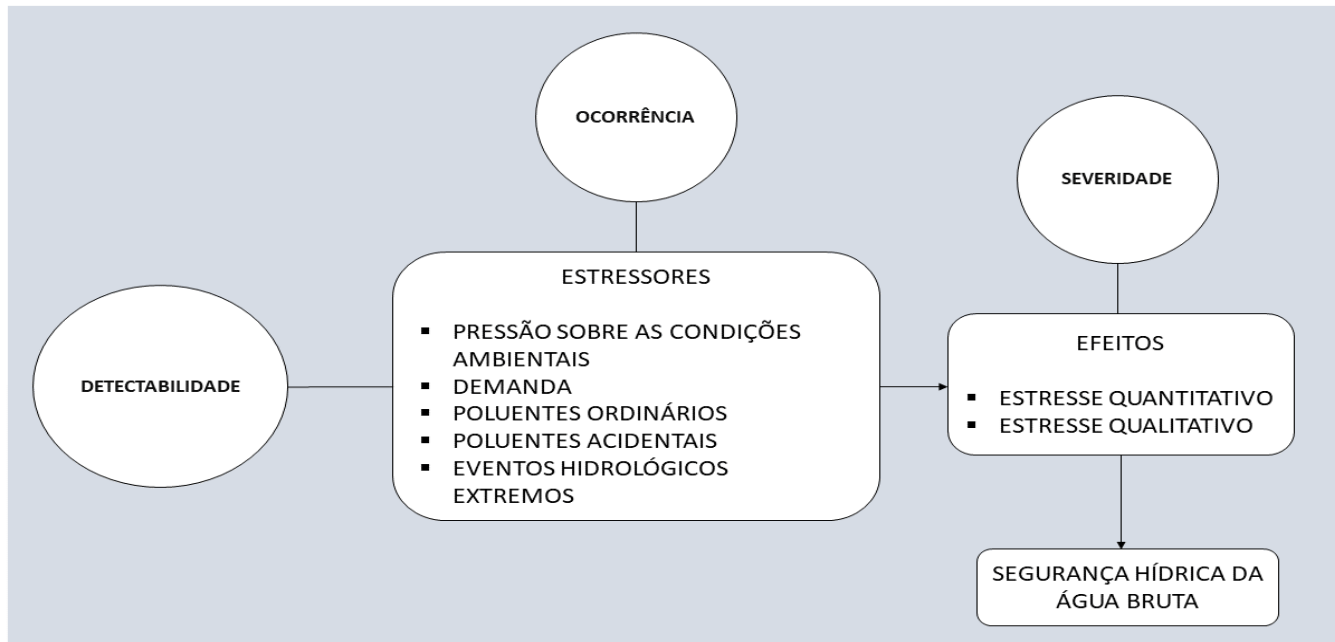 OCORRÊNCIA
SEVERIDADE
DETECTABILIDADE
ESTRESSORES
▪ PRESSÃO SOBRE AS CONDIÇÕES
AMBIENTAIS
▪ DEMANDA
▪ POLUENTES ORDINÁRIOS
▪ POLUENTES ACIDENTAIS
▪ EVENTOS HIDROLÓGICOS
EXTREMOS
EFEITOS
▪ ESTRESSE QUANTITATIVO
▪ ESTRESSE QUALITATIVO
SEGURANÇA HÍDRICA DA
ÁGUA BRUTA